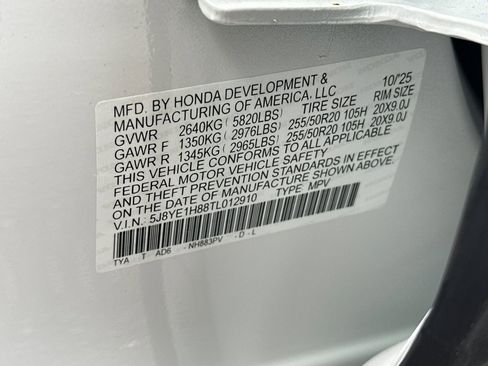 MFD. BY HONDA DEVELOPMENT & 10/25
MANUFACTURING OF AMERICA, LLC
GVWR 2640KG ( 5820LBS) TIRE SIZE RIM SIZE
GAWR F 1350KG ( 2976LBS) 255/50R20 105H 20X9.0J
GAWR R 1345KG ( 2965LBS) 255/50R20 105H 20X9.0J
THIS VEHICLE CONFORMS TO ALL APPLICABLE
FEDERAL MOTOR VEHICLE SAFETY
AND THEFT PREVENTION STANDARDS IN EFFECT
ON THE DATE OF MANUFACTURE SHOWN ABOVE.
V.I.N.: 5J8YE1H88TL012910 TYPE: MPV
TYA T AD6 -NH883PV - D - L